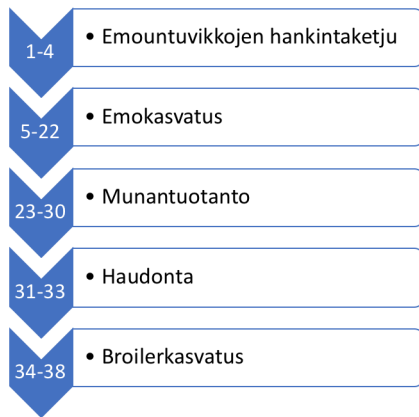 1-4
• Emountuvikkojen hankintaketju
5-22
• Emokasvatus
23-30
• Munantuotanto
31-33
• Haudonta
34-38
• Broilerkasvatus